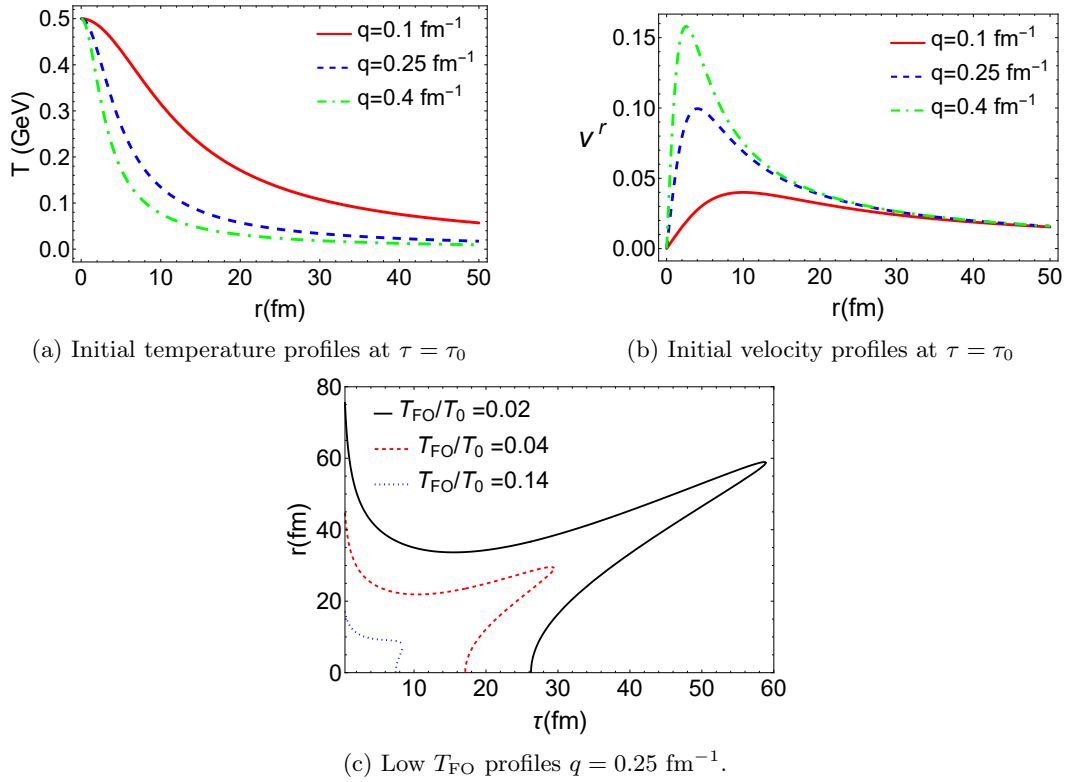 0.5
0.4
0.3
0.2
0.1
0.0
T (GeV)
0 10 20 30 40 50
r(fm)
q=0.1 fm⁻¹
q=0.25 fm⁻¹
q=0.4 fm⁻¹
(a) Initial temperature profiles at τ = τ₀
0.15
0.10
0.05
0.00
vʳ
0 10 20 30 40 50
r(fm)
q=0.1 fm⁻¹
q=0.25 fm⁻¹
q=0.4 fm⁻¹
(b) Initial velocity profiles at τ = τ₀
80
60
40
20
0
r(fm)
10 20 30 40 50 60
τ(fm)
T_FO/T₀ =0.02
T_FO/T₀ =0.04
T_FO/T₀ =0.14
(c) Low T_FO profiles q = 0.25 fm⁻¹.